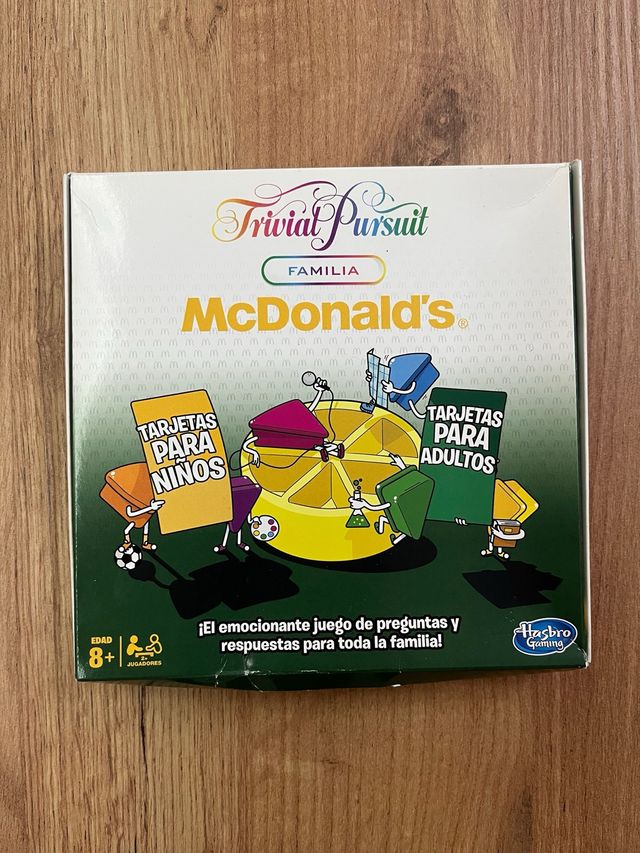 Trivial Pursuit
FAMILIA
McDonald's®
TARJETAS
PARA
NIÑOS
TARJETAS
PARA
ADULTOS
¡El emocionante juego de preguntas y
respuestas para toda la familia!
EDAD
8+
2+
JUGADORES
Hasbro
Gaming